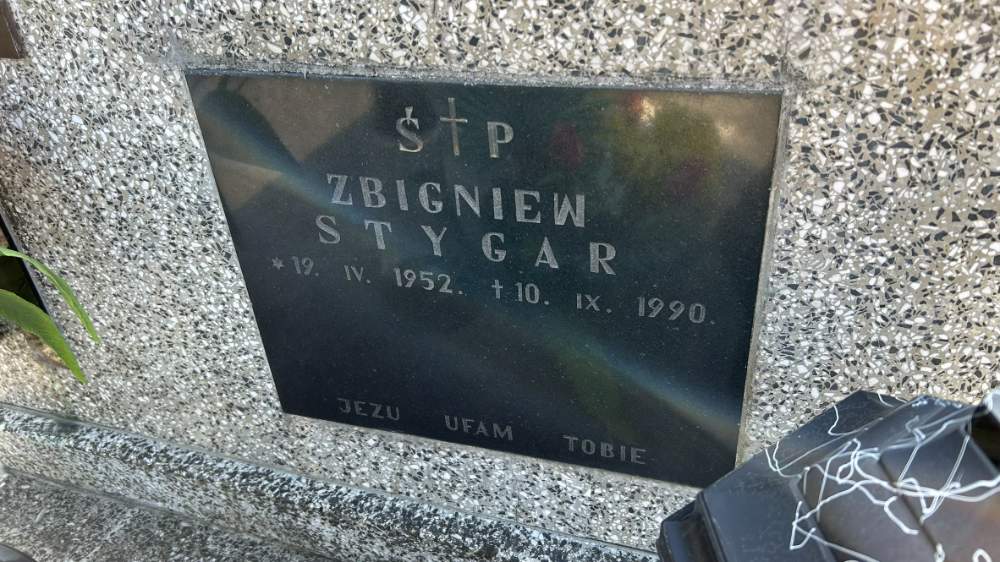 Ś † P
ZBIGNIEW
STYGAR
* 19. IV. 1952. † 10. IX. 1990.
JEZU UFAM TOBIE